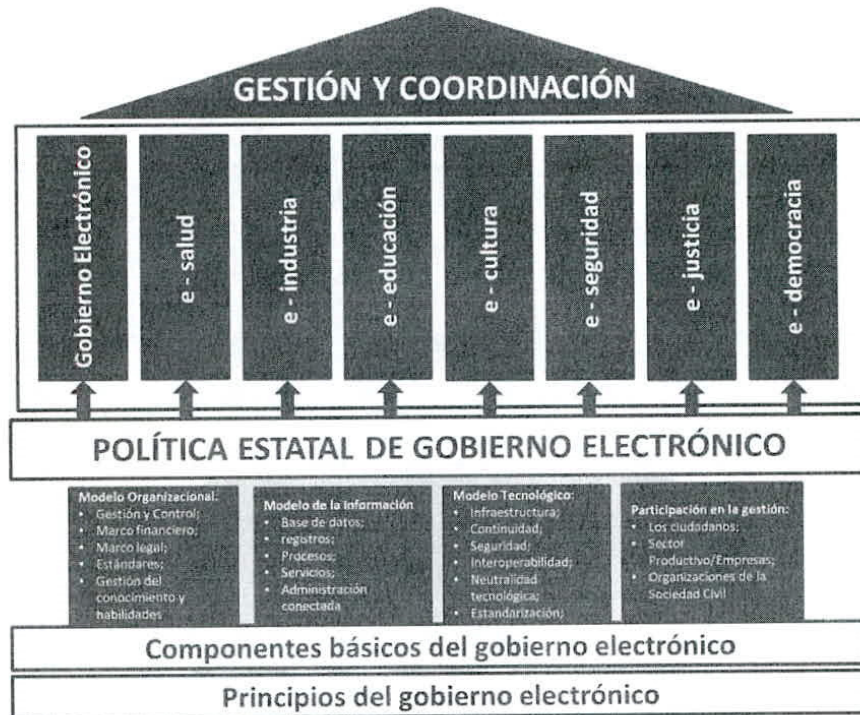 GESTIÓN Y COORDINACIÓN
Gobierno Electrónico
e - salud
e - industria
e - educación
e - cultura
e - seguridad
e - justicia
e - democracia
POLÍTICA ESTATAL DE GOBIERNO ELECTRÓNICO
Modelo Organizacional:
• Gestión y Control;
• Marco financiero;
• Marco legal;
• Estándares;
• Gestión del
conocimiento y
habilidades
Modelo de la Información
• Base de datos;
• registros;
• Procesos;
• Servicios;
• Administración
conectada
Modelo Tecnológico:
• Infraestructura;
• Continuidad;
• Seguridad;
• Interoperabilidad;
• Neutralidad
tecnológica;
• Estandarización;
Participación en la gestión:
• Los ciudadanos;
• Sector
Productivo/Empresas;
• Organizaciones de la
Sociedad Civil
Componentes básicos del gobierno electrónico
Principios del gobierno electrónico